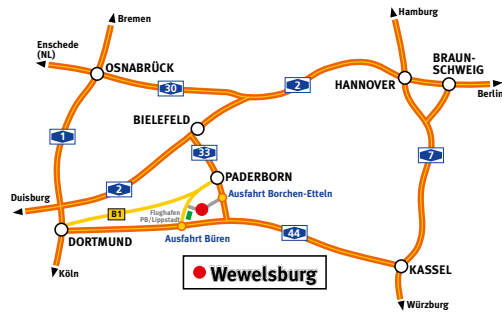 Bremen
Hamburg
Enschede
(NL)
OSNABRÜCK
BRAUN-
SCHWEIG
HANNOVER
Berlin
30
2
BIELEFELD
1
33
7
PADERBORN
2
Ausfahrt Borchen-Etteln
Duisburg
B1
Flughafen
PB/Lippstadt
DORTMUND
Ausfahrt Büren
44
Köln
KASSEL
Wewelsburg
Würzburg